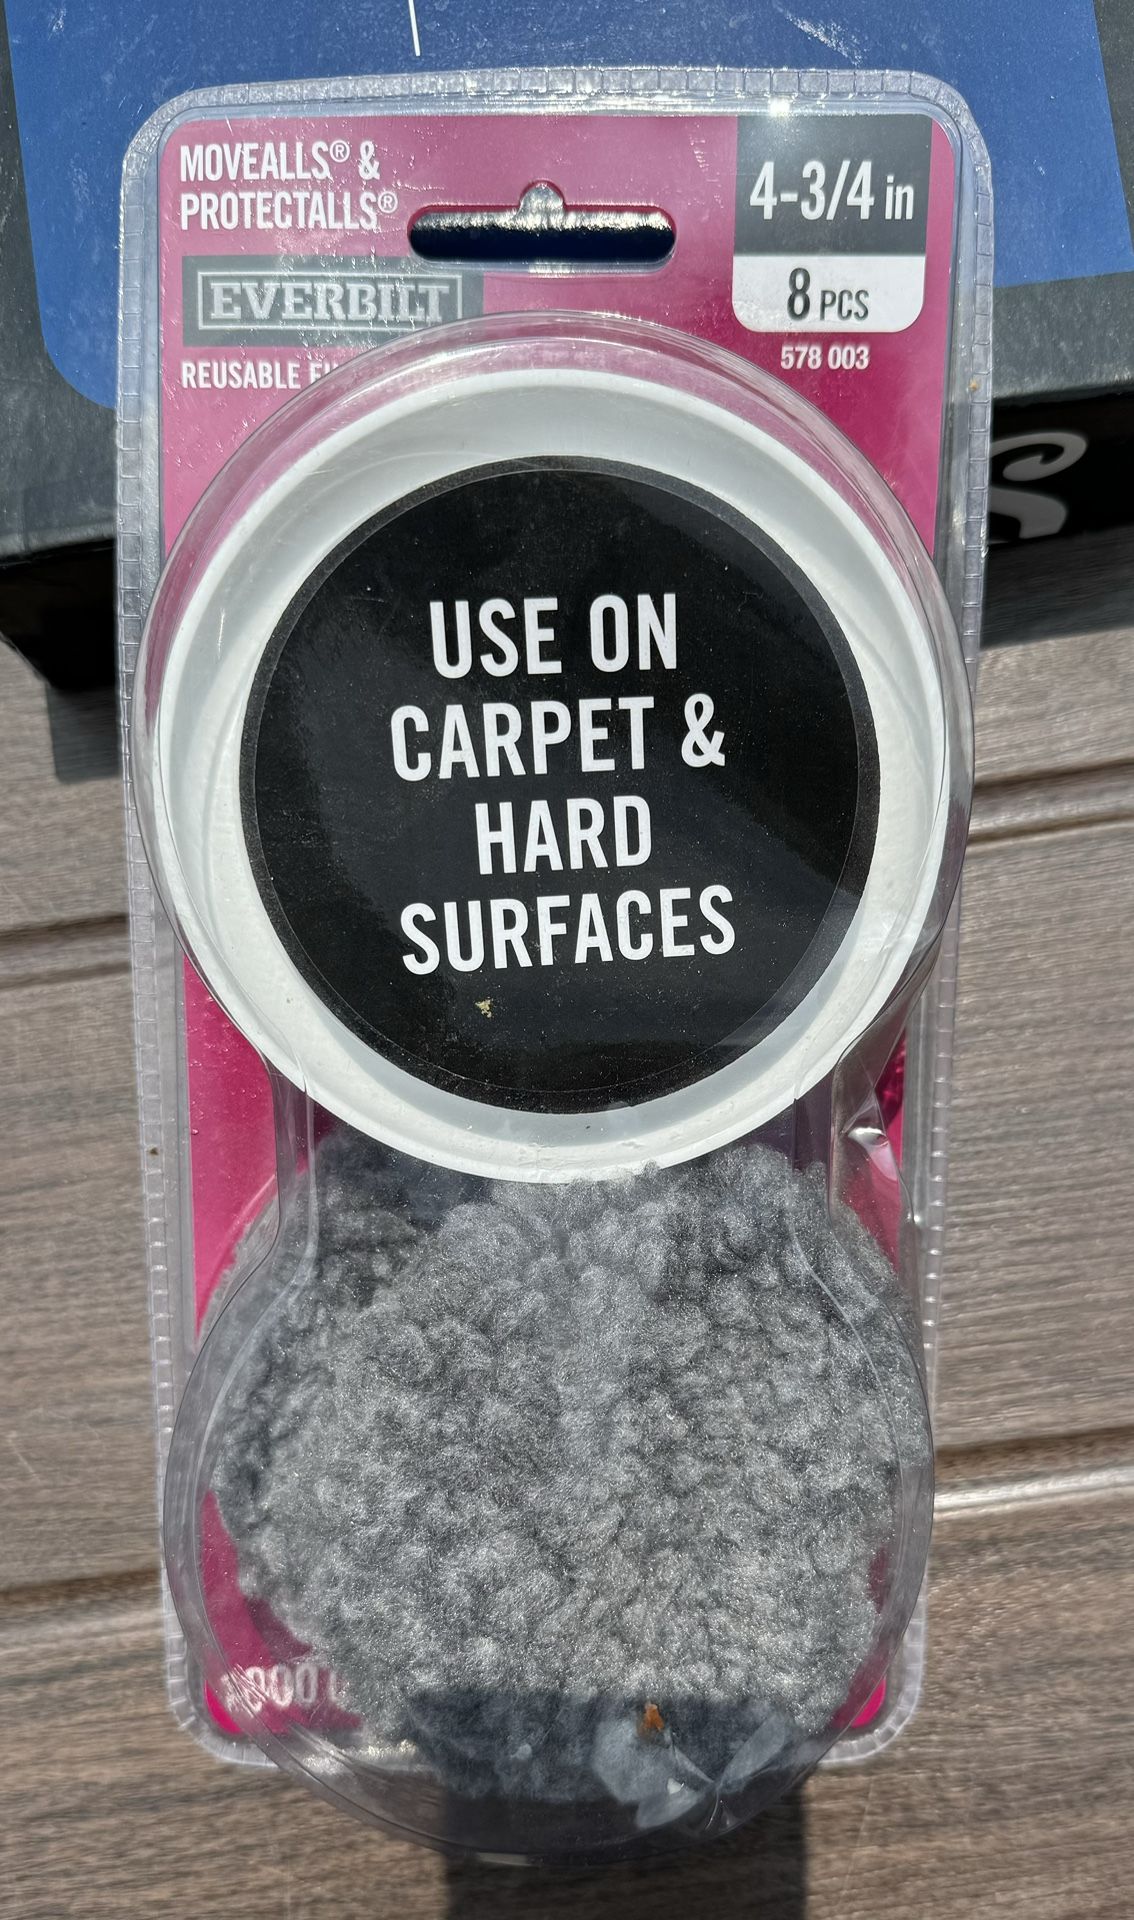 MOVEALLS® &
PROTECTALLS®
4-3/4 in
EVERBILT
8 PCS
578 003
REUSABLE
USE ON
CARPET &
HARD
SURFACES